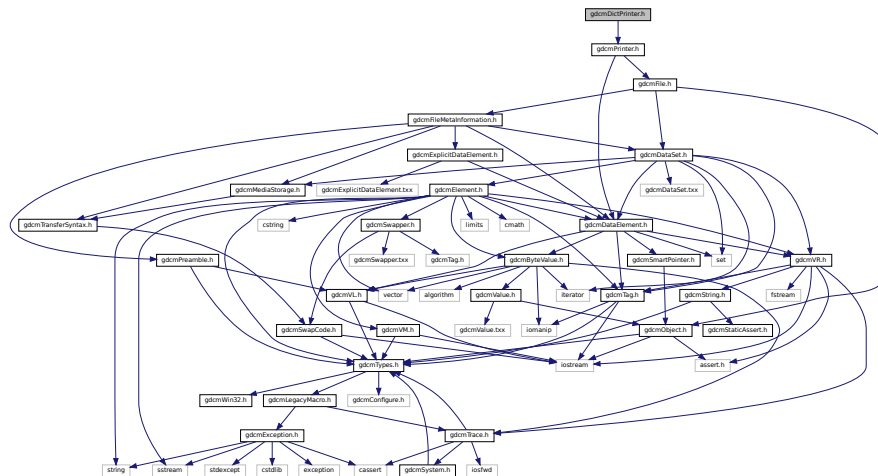 gdcmDictPrinter.h
gdcmPrinter.h
gdcmFile.h
gdcmFileMetaInformation.h
gdcmExplicitDataElement.h
gdcmDataSet.h
gdcmMediaStorage.h
gdcmExplicitDataElement.txx
gdcmElement.h
gdcmDataSet.txx
gdcmTransferSyntax.h
cstring
gdcmSwapper.h
limits
cmath
gdcmDataElement.h
gdcmPreamble.h
gdcmSwapper.txx
gdcmTag.h
gdcmByteValue.h
gdcmSmartPointer.h
set
gdcmVR.h
gdcmVL.h
vector
algorithm
gdcmValue.h
iterator
gdcmTag.h
gdcmString.h
fstream
gdcmSwapCode.h
gdcmVM.h
gdcmValue.txx
iomanip
gdcmObject.h
gdcmStaticAssert.h
gdcmTypes.h
iostream
assert.h
gdcmWin32.h
gdcmLegacyMacro.h
gdcmConfigure.h
gdcmException.h
gdcmTrace.h
string
sstream
stdexcept
cstdlib
exception
cassert
gdcmSystem.h
iosfwd